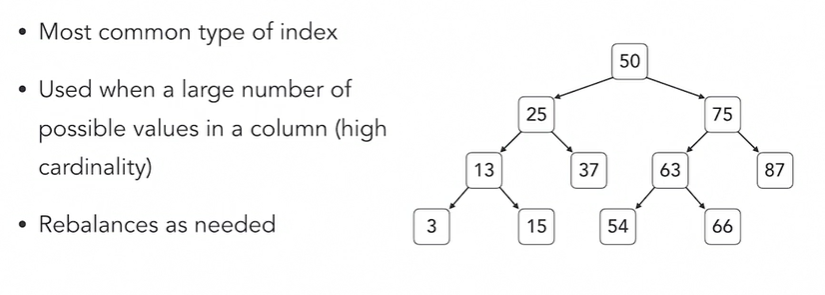 • Most common type of index
• Used when a large number of
possible values in a column (high
cardinality)
• Rebalances as needed
50
25 75
13 37 63 87
3 15 54 66